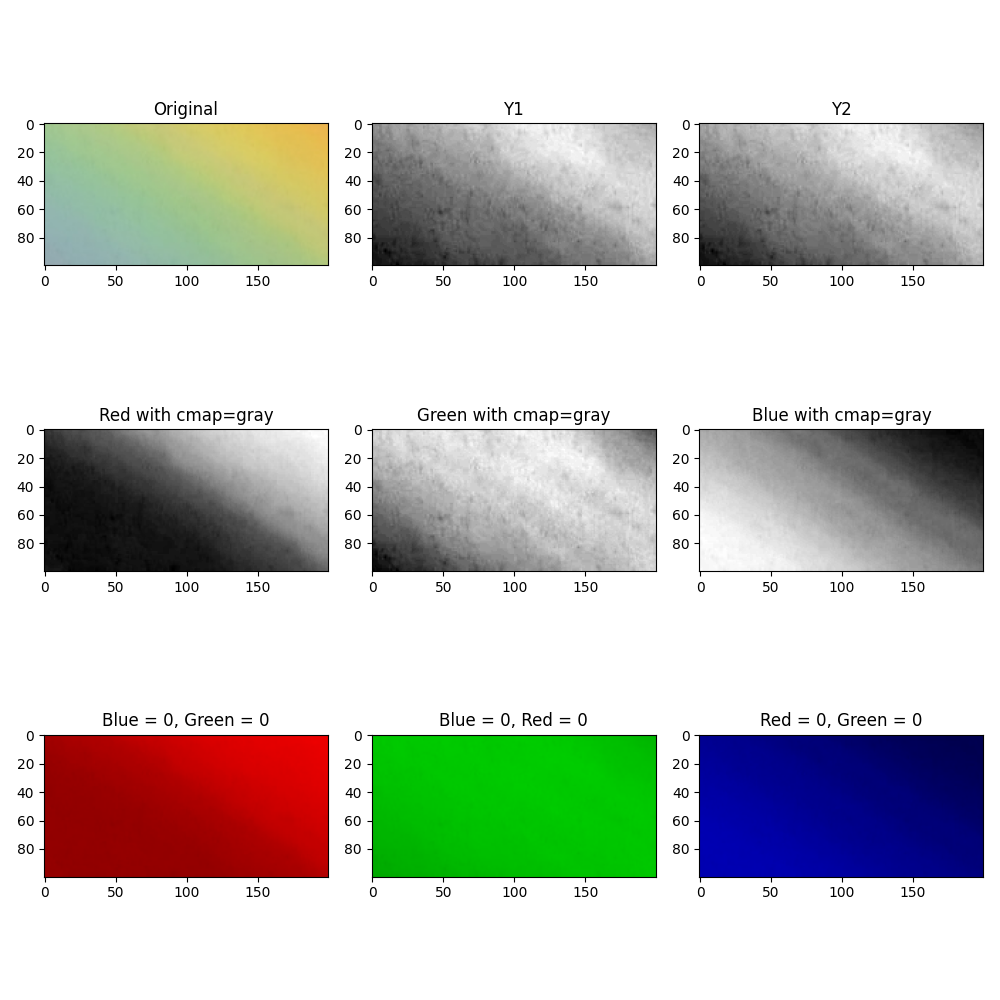 Original Y1 Y2
0 0 0
20 20 20
40 40 40
60 60 60
80 80 80
0 50 100 150 0 50 100 150 0 50 100 150
Red with cmap=gray Green with cmap=gray Blue with cmap=gray
0 0 0
20 20 20
40 40 40
60 60 60
80 80 80
0 50 100 150 0 50 100 150 0 50 100 150
Blue = 0, Green = 0 Blue = 0, Red = 0 Red = 0, Green = 0
0 0 0
20 20 20
40 40 40
60 60 60
80 80 80
0 50 100 150 0 50 100 150 0 50 100 150